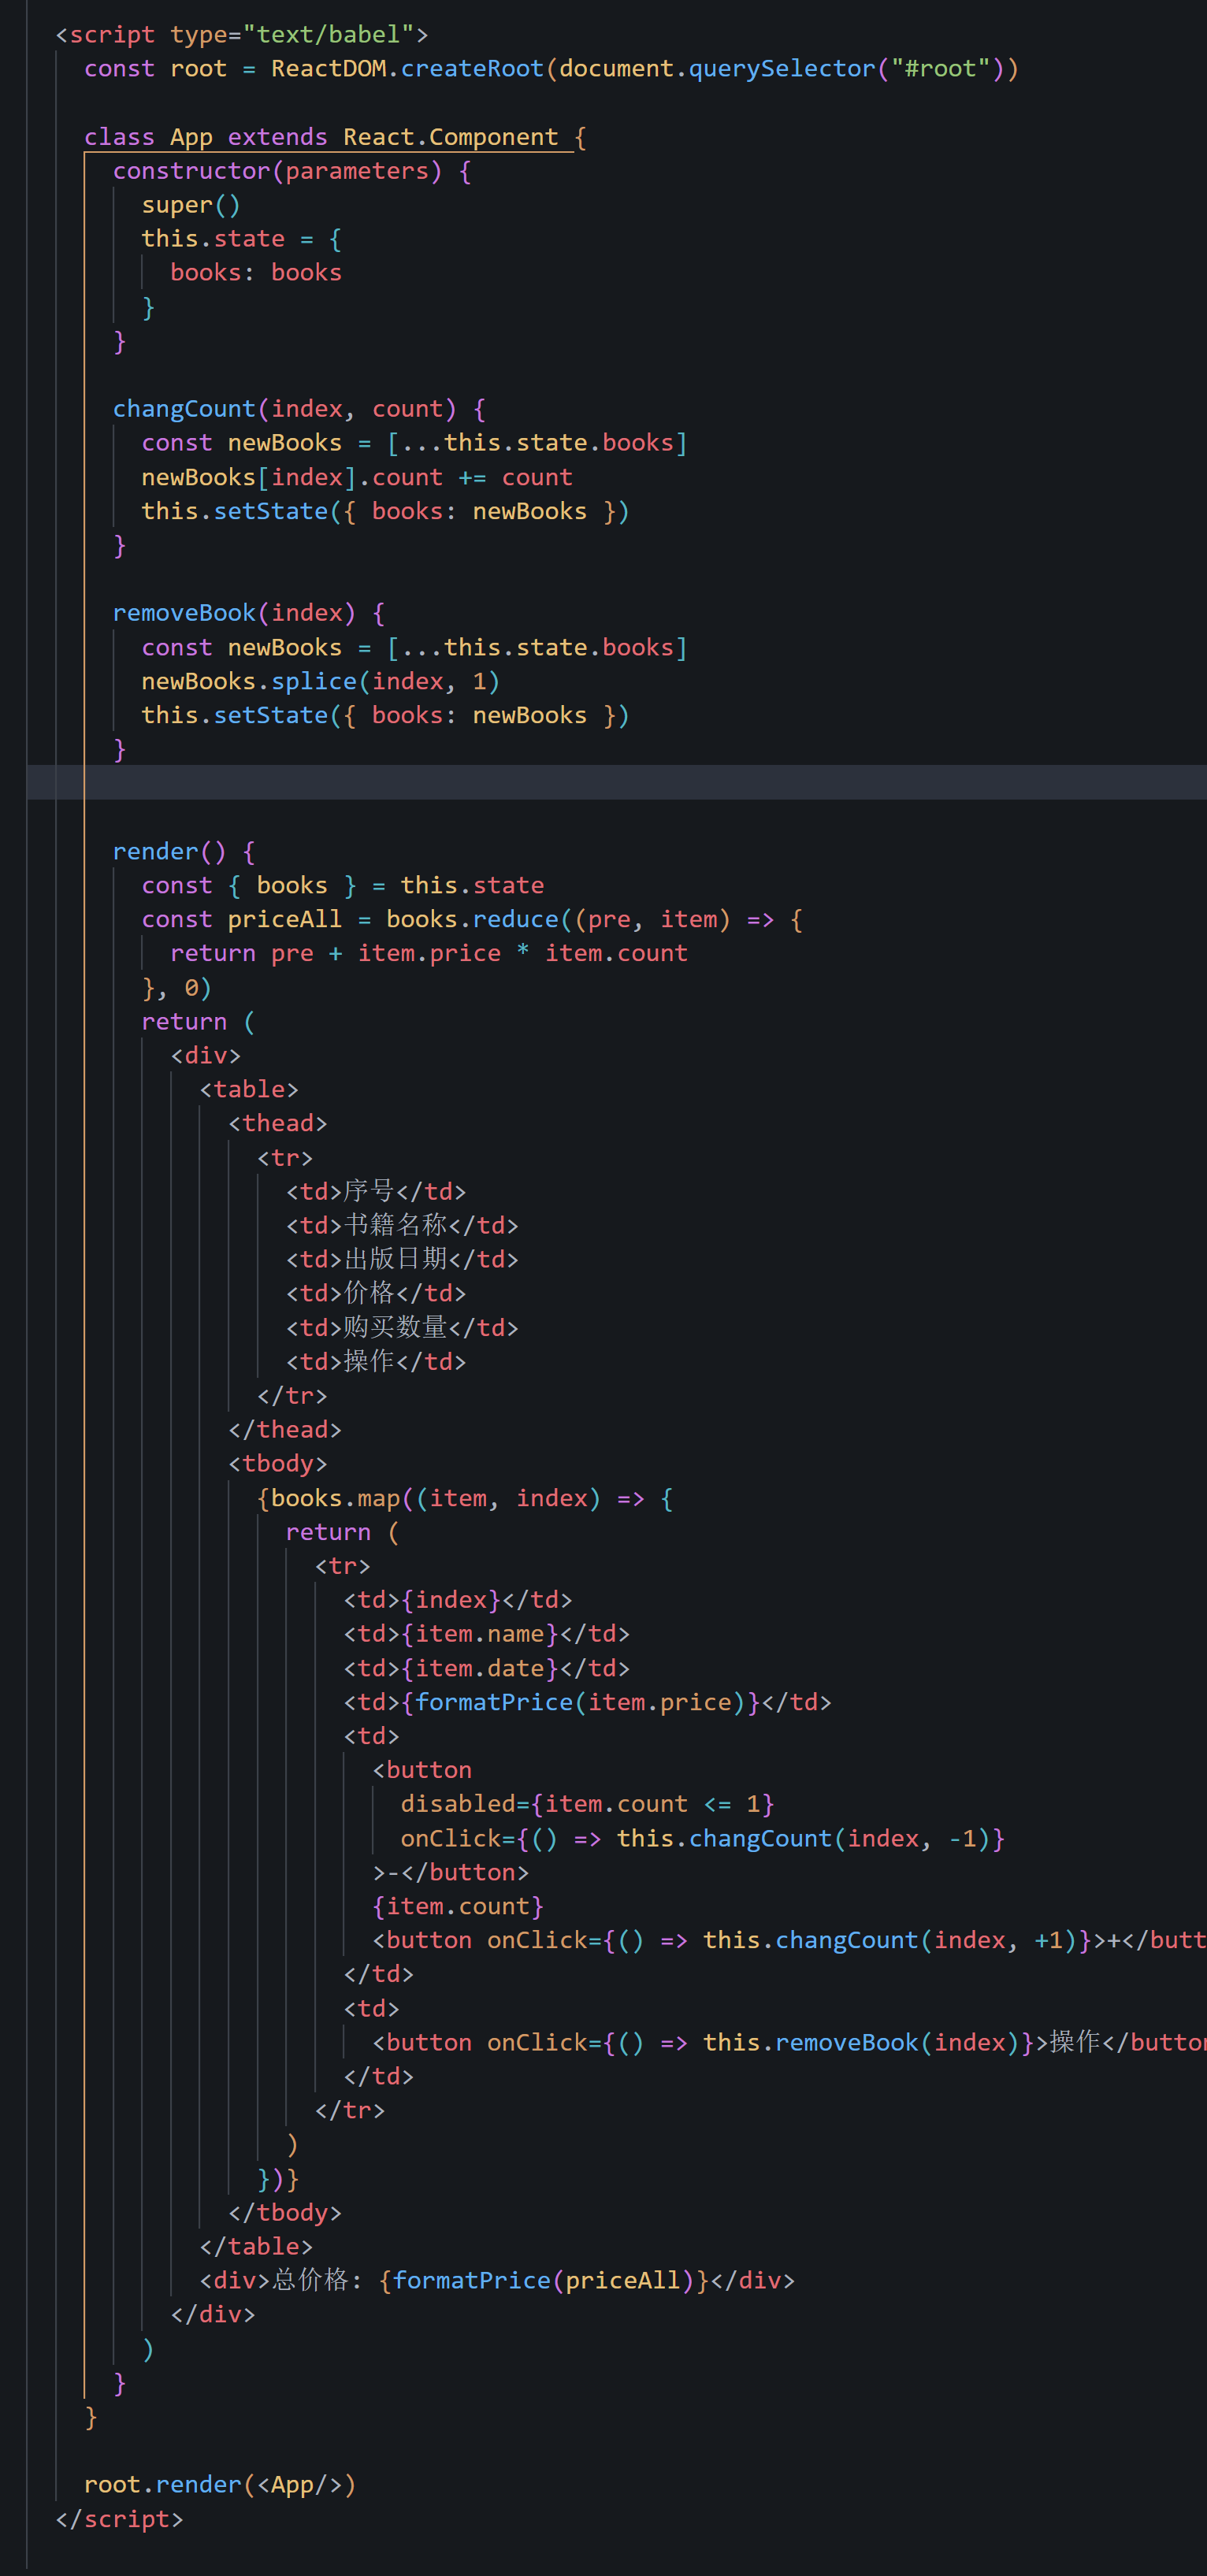 <script type="text/babel">
const root = ReactDOM.createRoot(document.querySelector("#root"))
class App extends React.Component {
constructor(parameters) {
super()
this.state = {
books: books
}
}
changCount(index, count) {
const newBooks = [...this.state.books]
newBooks[index].count += count
this.setState({ books: newBooks })
}
removeBook(index) {
const newBooks = [...this.state.books]
newBooks.splice(index, 1)
this.setState({ books: newBooks })
}
render() {
const { books } = this.state
const priceAll = books.reduce((pre, item) => {
return pre + item.price * item.count
}, 0)
return (
<div>
<table>
<thead>
<tr>
<td>序号</td>
<td>书籍名称</td>
<td>出版日期</td>
<td>价格</td>
<td>购买数量</td>
<td>操作</td>
</tr>
</thead>
<tbody>
{books.map((item, index) => {
return (
<tr>
<td>{index}</td>
<td>{item.name}</td>
<td>{item.date}</td>
<td>{formatPrice(item.price)}</td>
<td>
<button
disabled={item.count <= 1}
onClick={() => this.changCount(index, -1)}
>-</button>
{item.count}
<button onClick={() => this.changCount(index, +1)}>+</butt
</td>
<td>
<button onClick={() => this.removeBook(index)}>操作</button
</td>
</tr>
)
})}
</tbody>
</table>
<div>总价格: {formatPrice(priceAll)}</div>
</div>
)
}
}
root.render(<App/>)
</script>